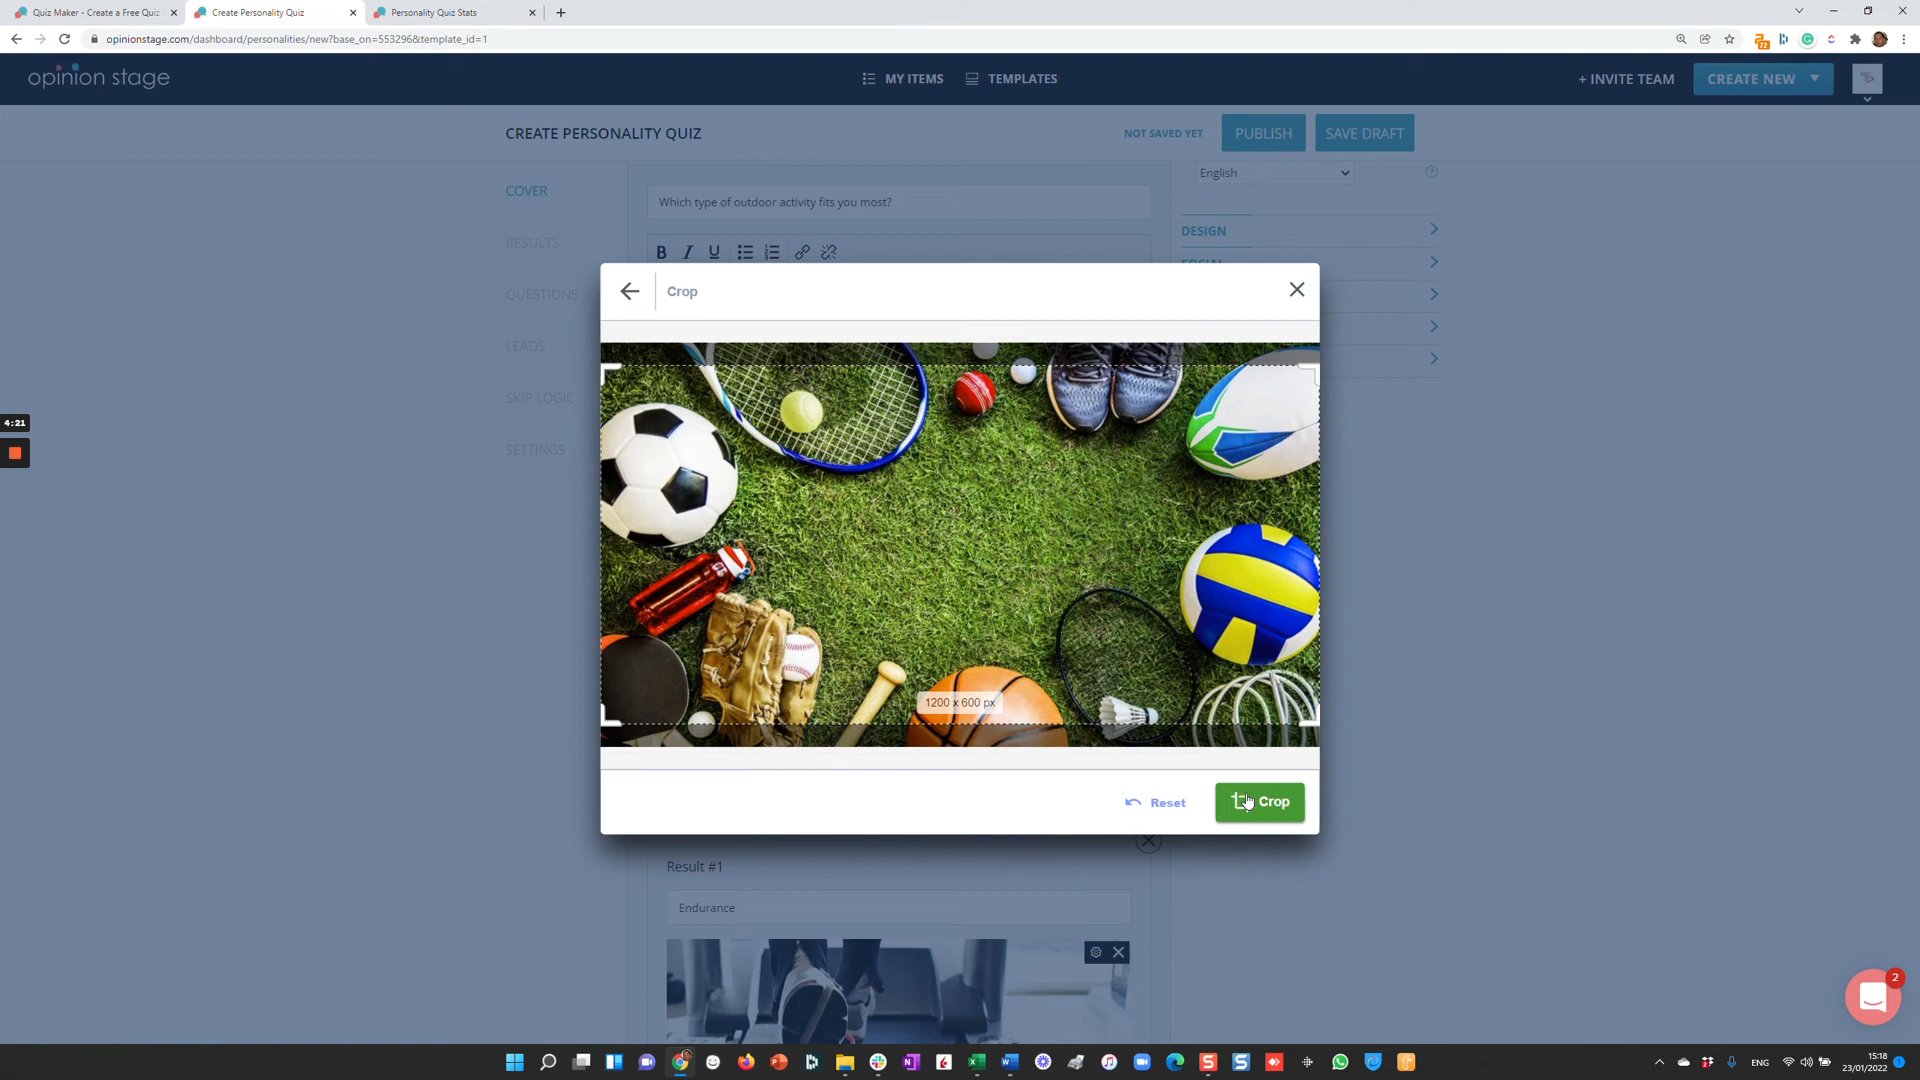 Quiz Maker - Create a Free Quiz
Create Personality Quiz
Personality Quiz Stats
opinionstage.com/dashboard/personalities/new?base_on=553296&template_id=1
72
opinion stage
MY ITEMS
TEMPLATES
+ INVITE TEAM
CREATE NEW
CREATE PERSONALITY QUIZ
NOT SAVED YET
PUBLISH
SAVE DRAFT
COVER
RESULTS
QUESTIONS
LEADS
SKIP LOGIC
SETTINGS
Which type of outdoor activity fits you most?
B I U
English
DESIGN
SOCIAL
Crop
1200 x 600 px
Reset
Crop
4:21
Result #1
Endurance
2
ENG
15:18
23/01/2022
1